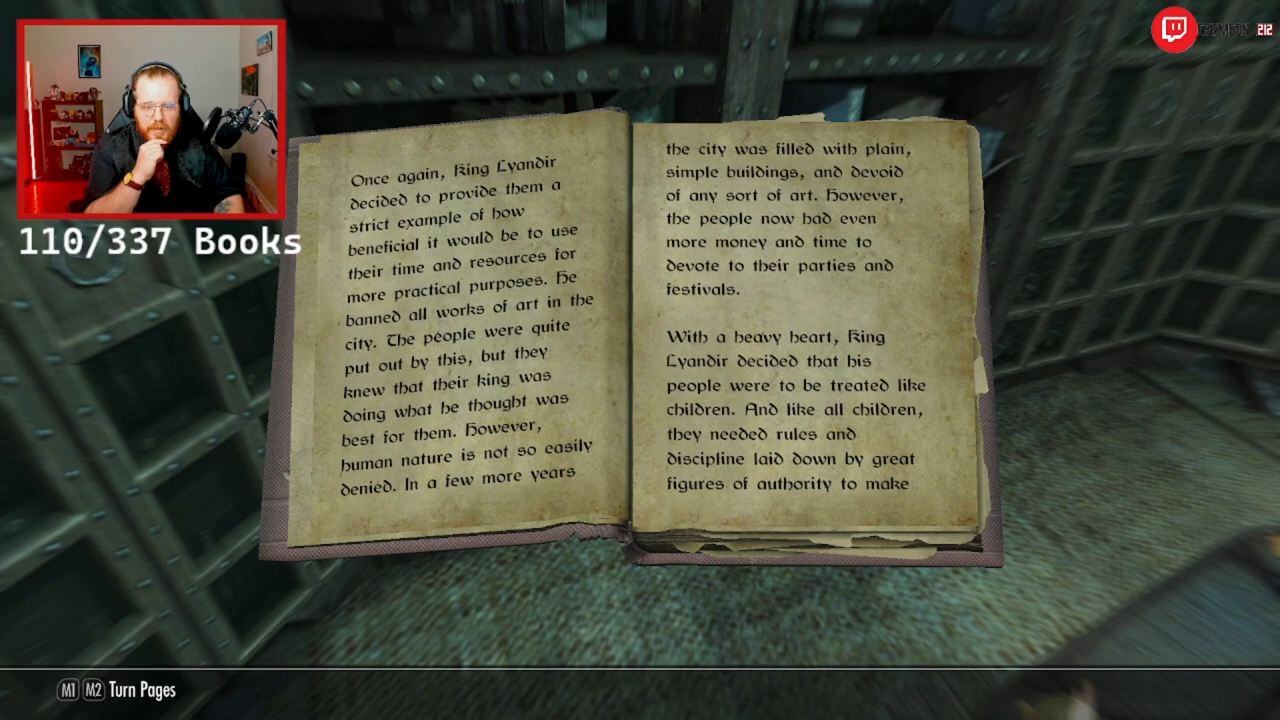 212
110/337 Books
Once again, King Lyandir
decided to provide them a
strict example of how
beneficial it would be to use
their time and resources for
more practical purposes. He
banned all works of art in the
city. The people were quite
put out by this, but they
knew that their king was
doing what he thought was
best for them. However,
human nature is not so easily
denied. In a few more years
the city was filled with plain,
simple buildings, and devoid
of any sort of art. However,
the people now had even
more money and time to
devote to their parties and
festivals.
With a heavy heart, King
Lyandir decided that his
people were to be treated like
children. And like all children,
they needed rules and
discipline laid down by great
figures of authority to make
M1 M2 Turn Pages